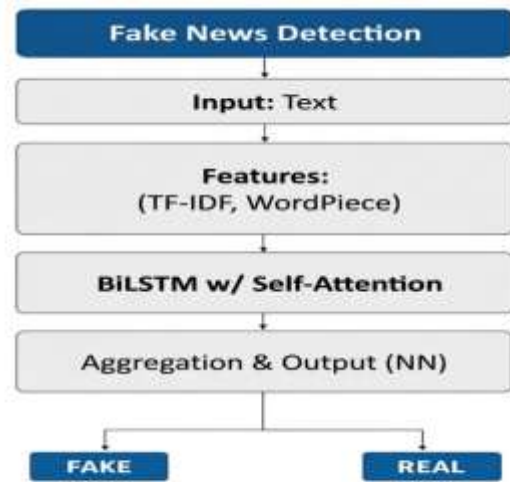 Fake News Detection
Input: Text
Features:
(TF-IDF, WordPiece)
BiLSTM w/ Self-Attention
Aggregation & Output (NN)
FAKE
REAL